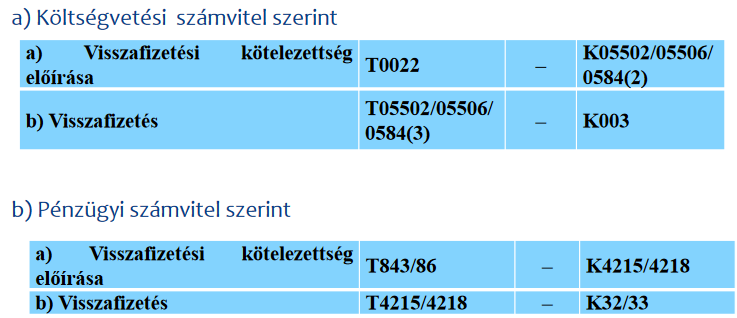 a) Költségvetési számvitel szerint
a) Visszafizetési kötelezettség előírása T0022 – K05502/05506/0584(2)
b) Visszafizetés T05502/05506/0584(3) – K003
b) Pénzügyi számvitel szerint
a) Visszafizetési kötelezettség előírása T843/86 – K4215/4218
b) Visszafizetés T4215/4218 – K32/33